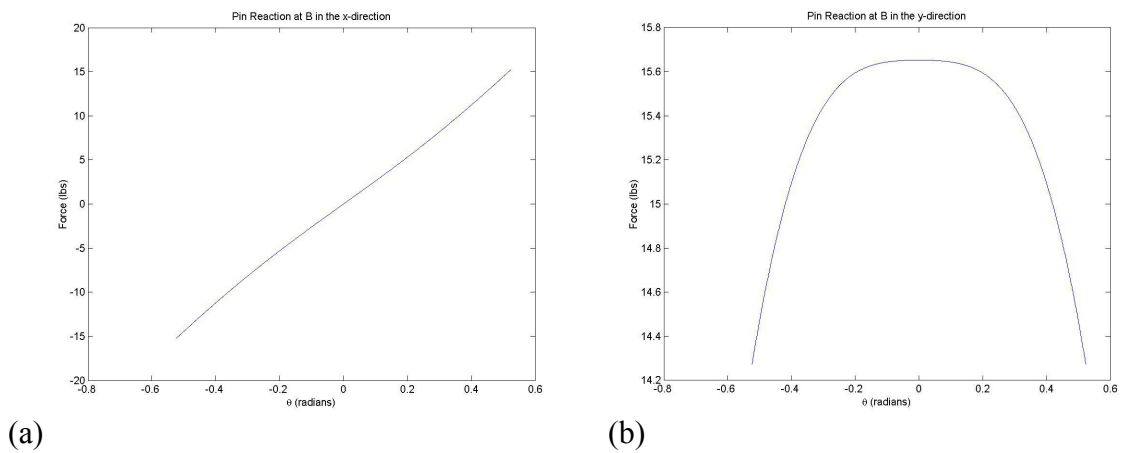 Pin Reaction at B in the x-direction
20
15
10
5
0
-5
-10
-15
-20
Force (lbs)
-0.8 -0.6 -0.4 -0.2 0 0.2 0.4 0.6
θ (radians)
(a)
Pin Reaction at B in the y-direction
15.8
15.6
15.4
15.2
15
14.8
14.6
14.4
14.2
Force (lbs)
-0.8 -0.6 -0.4 -0.2 0 0.2 0.4 0.6 0.8
θ (radians)
(b)